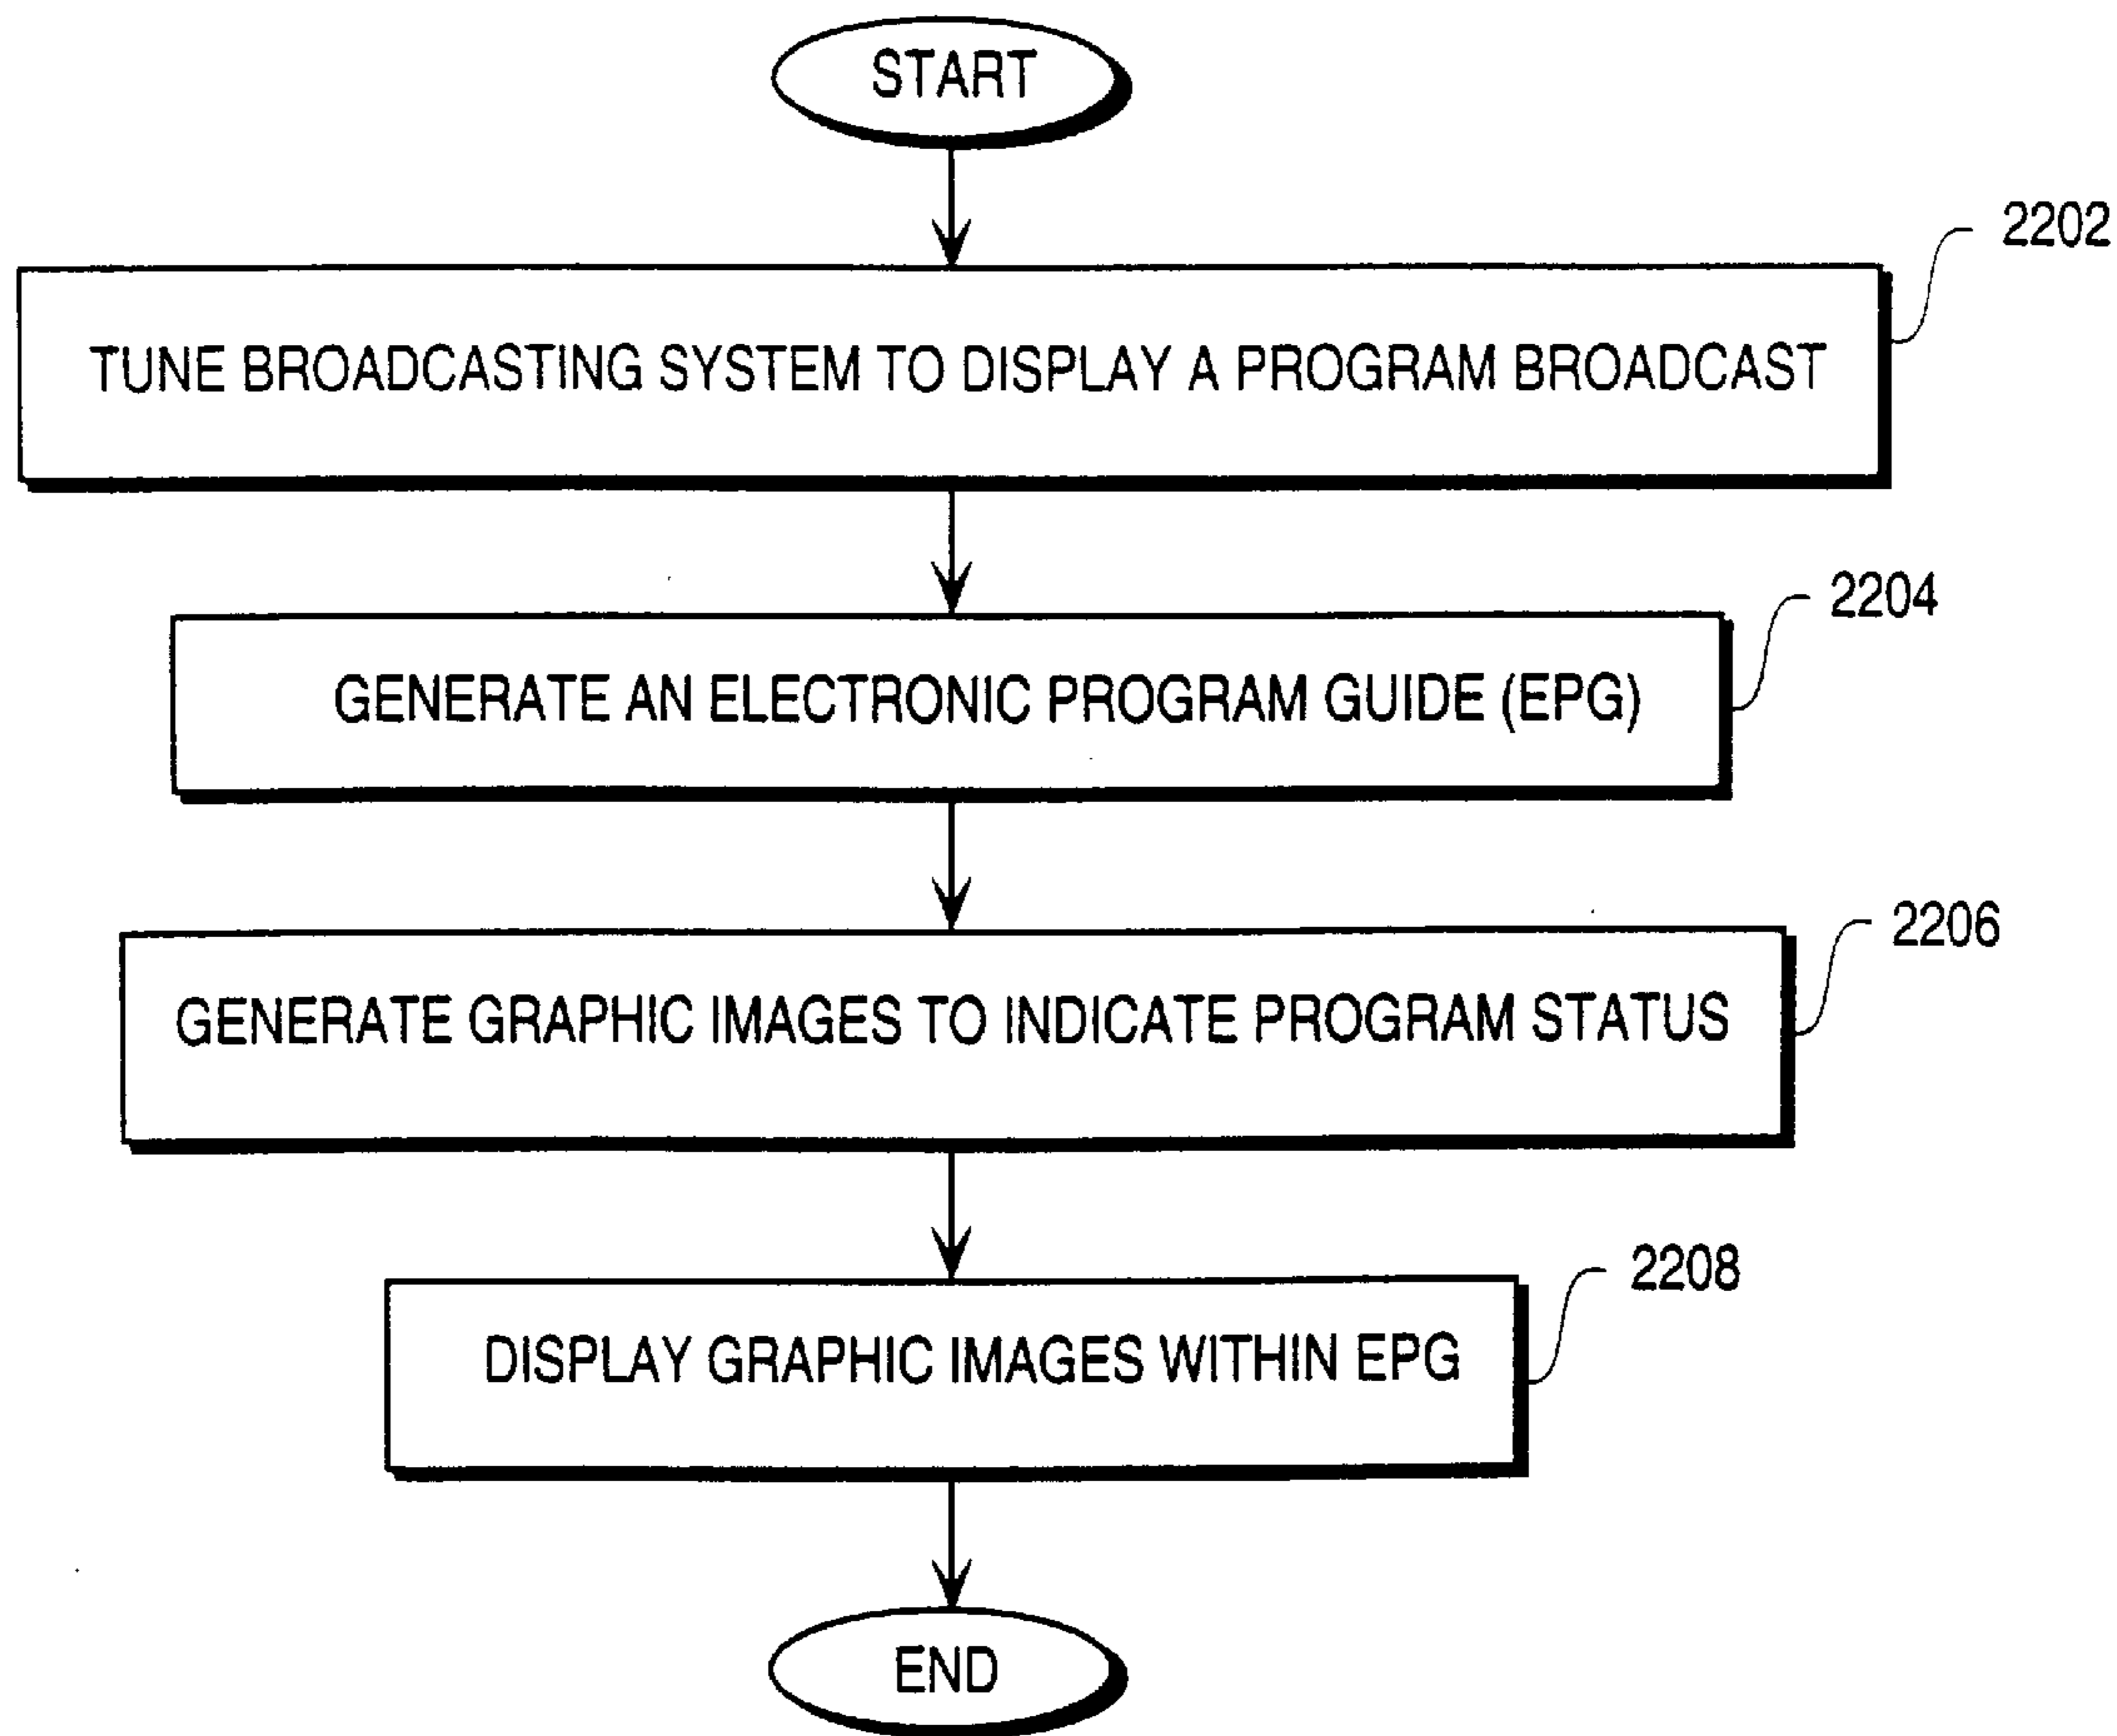 START
2202
TUNE BROADCASTING SYSTEM TO DISPLAY A PROGRAM BROADCAST
2204
GENERATE AN ELECTRONIC PROGRAM GUIDE (EPG)
2206
GENERATE GRAPHIC IMAGES TO INDICATE PROGRAM STATUS
2208
DISPLAY GRAPHIC IMAGES WITHIN EPG
END